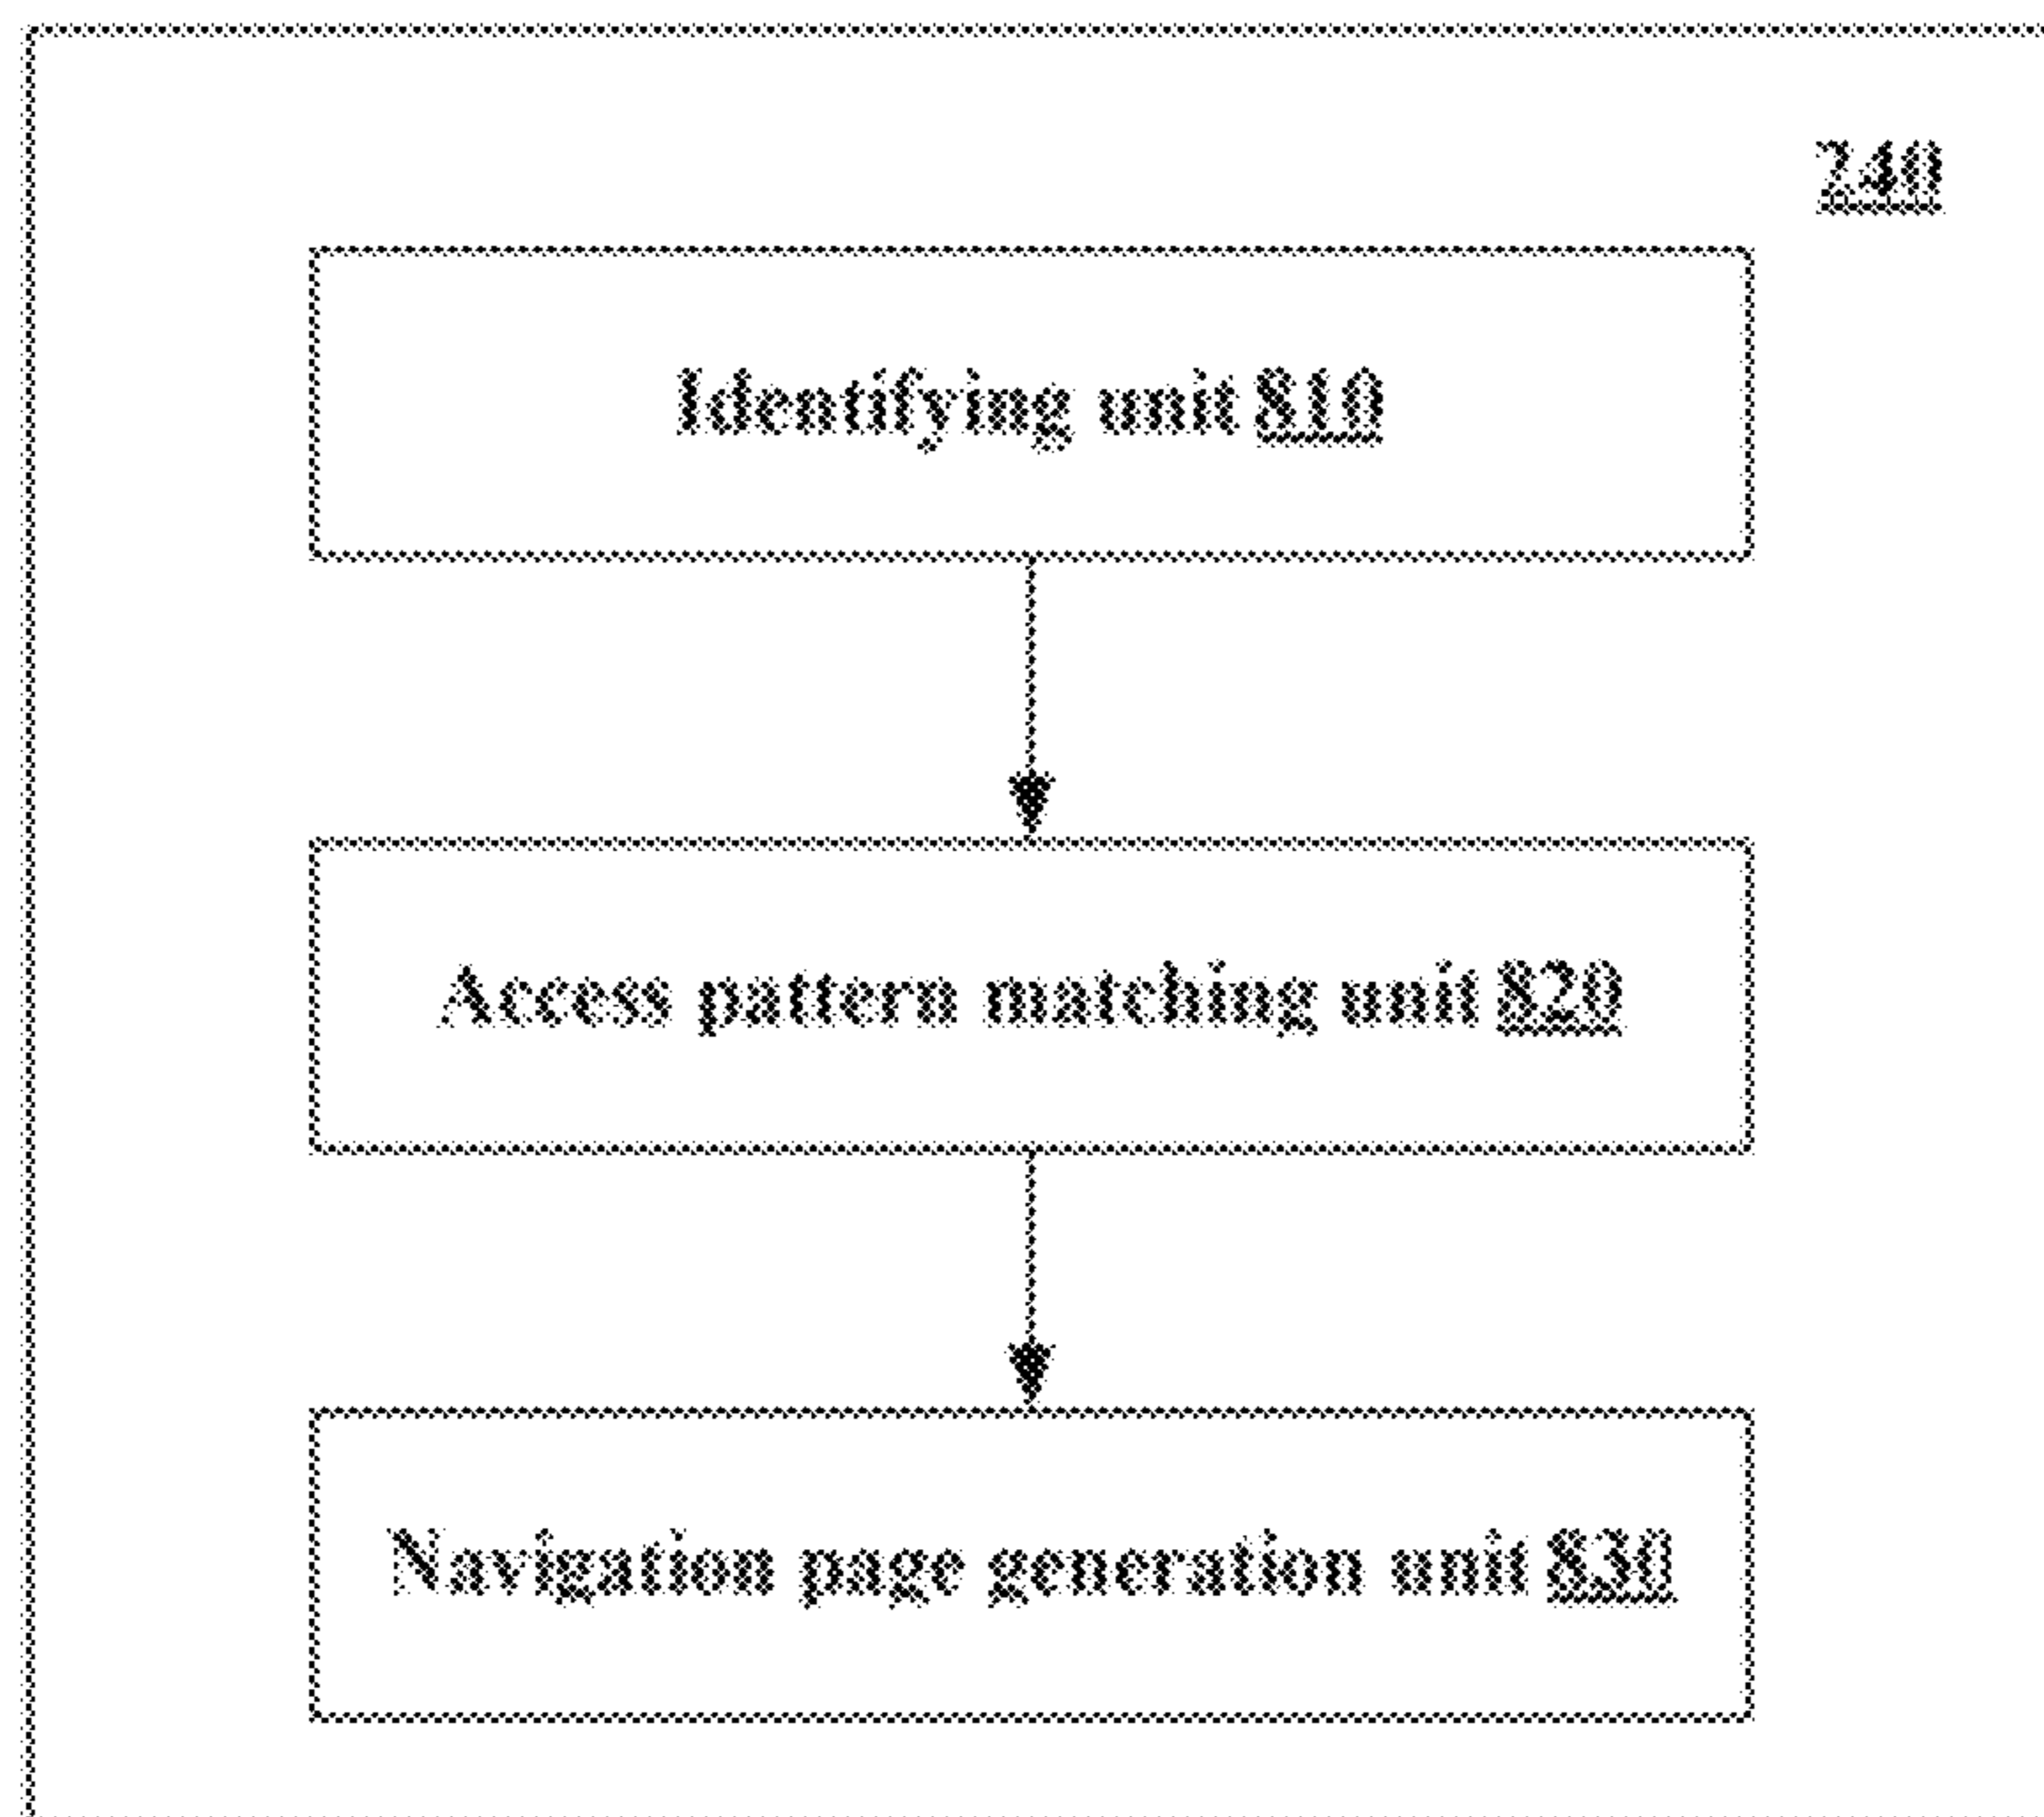 240
Identifying unit 810
Access pattern matching unit 820
Navigation page generation unit 830